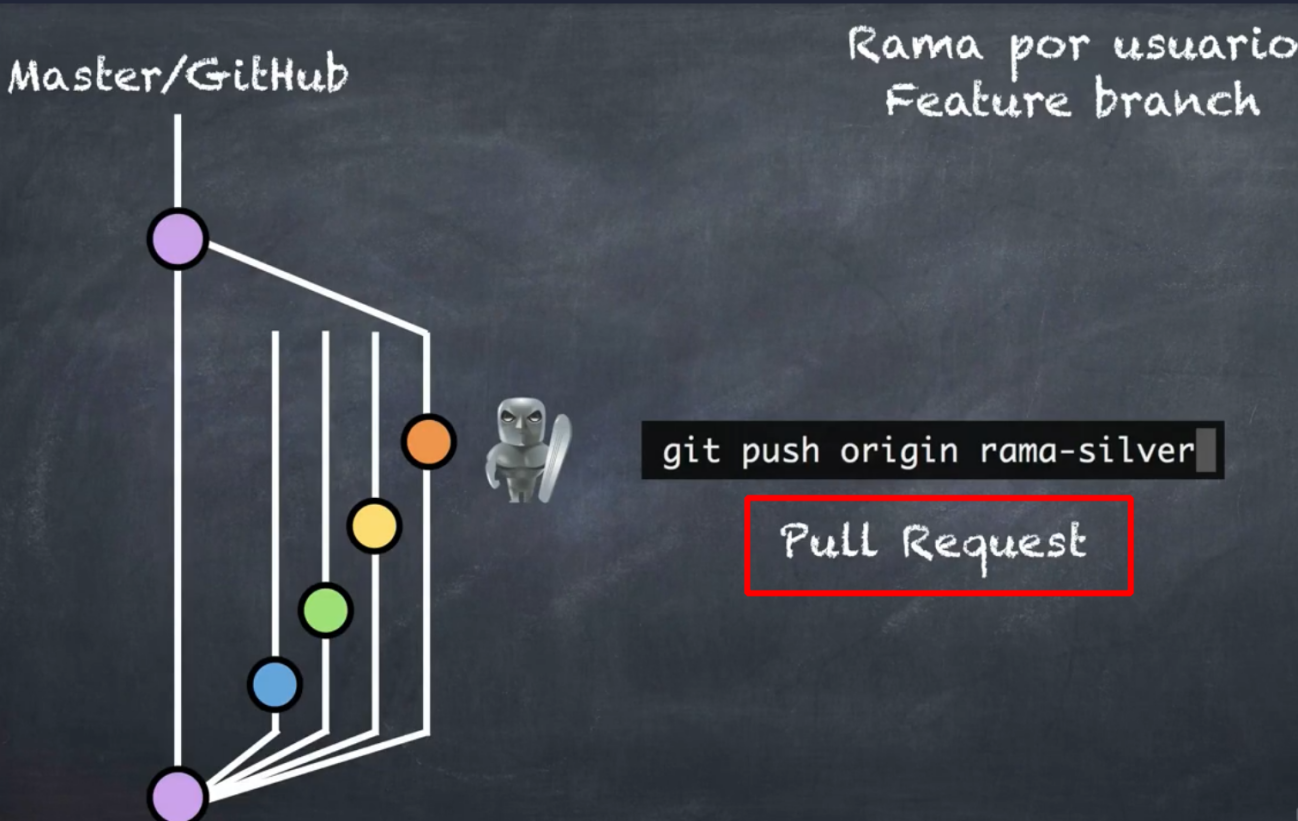 Master/GitHub
Rama por usuario
Feature branch
git push origin rama-silver
Pull Request